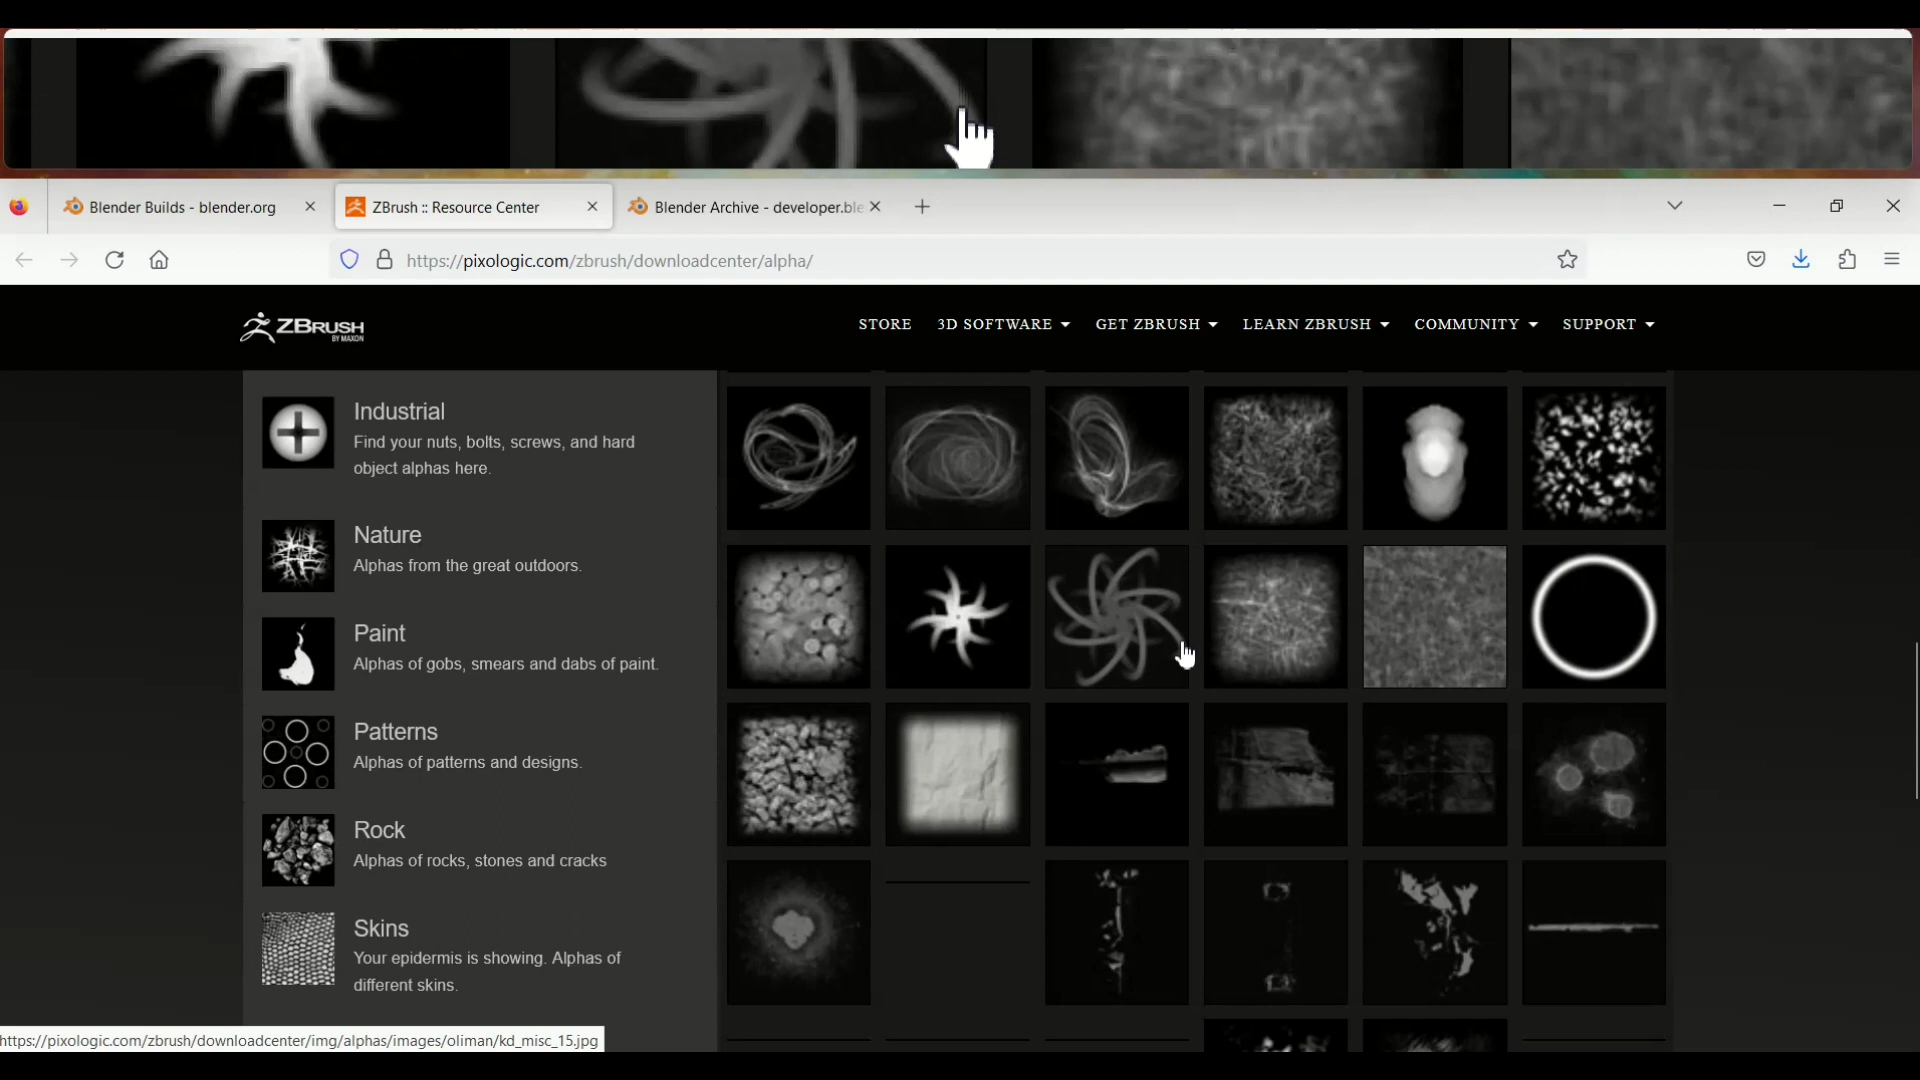 Blender Builds - blender.org
ZBrush :: Resource Center
Blender Archive - developer.ble
https://pixologic.com/zbrush/downloadcenter/alpha/
ZBRUSH
BY MAXON
STORE
3D SOFTWARE
GET ZBRUSH
LEARN ZBRUSH
COMMUNITY
SUPPORT
Industrial
Find your nuts, bolts, screws, and hard
object alphas here.
Nature
Alphas from the great outdoors.
Paint
Alphas of gobs, smears and dabs of paint.
Patterns
Alphas of patterns and designs.
Rock
Alphas of rocks, stones and cracks
Skins
Your epidermis is showing. Alphas of
different skins.
https://pixologic.com/zbrush/downloadcenter/img/alphas/images/oliman/kd_misc_15.jpg